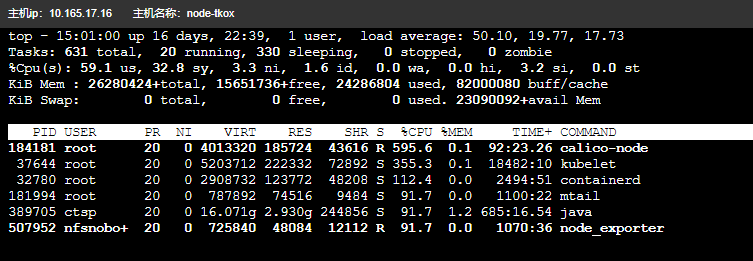 主机ip: 10.165.17.16 主机名称: node-tkox
top - 15:01:00 up 16 days, 22:39, 1 user, load average: 50.10, 19.77, 17.73
Tasks: 631 total, 20 running, 330 sleeping, 0 stopped, 0 zombie
%Cpu(s): 59.1 us, 32.8 sy, 3.3 ni, 1.6 id, 0.0 wa, 0.0 hi, 3.2 si, 0.0 st
KiB Mem : 26280424+total, 15651736+free, 24286804 used, 82000080 buff/cache
KiB Swap: 0 total, 0 free, 0 used. 23090092+avail Mem
PID USER PR NI VIRT RES SHR S %CPU %MEM TIME+ COMMAND
184181 root 20 0 4013320 185724 43616 R 595.6 0.1 92:23.26 calico-node
37644 root 20 0 5203712 222332 72892 S 355.3 0.1 18482:10 kubelet
32780 root 20 0 2908732 123772 48208 S 112.4 0.0 2494:51 containerd
181994 root 20 0 787892 74516 9484 S 91.7 0.0 1100:22 mtail
389705 ctsp 20 0 16.071g 2.930g 244856 S 91.7 1.2 685:16.54 java
507952 nfsnobo+ 20 0 725840 48084 12112 R 91.7 0.0 1070:36 node_exporter